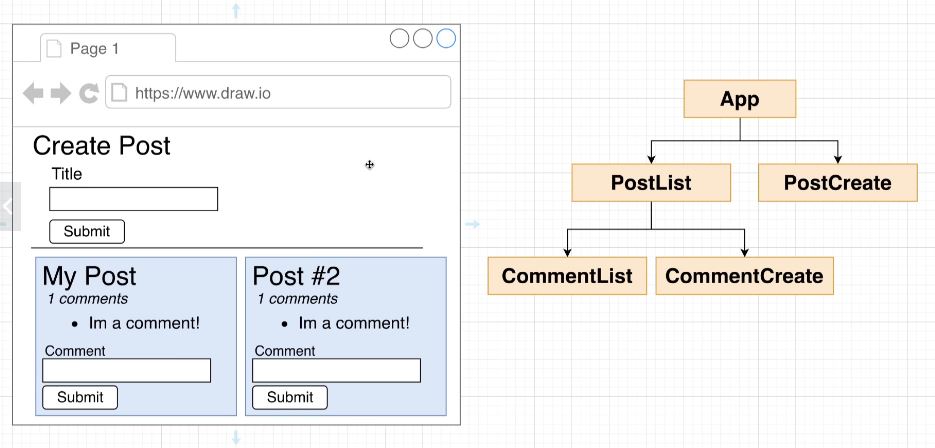 Page 1
https://www.draw.io
Create Post
Title
Submit
My Post
1 comments
• Im a comment!
Comment
Submit
Post #2
1 comments
• Im a comment!
Comment
Submit
App
PostList
PostCreate
CommentList
CommentCreate